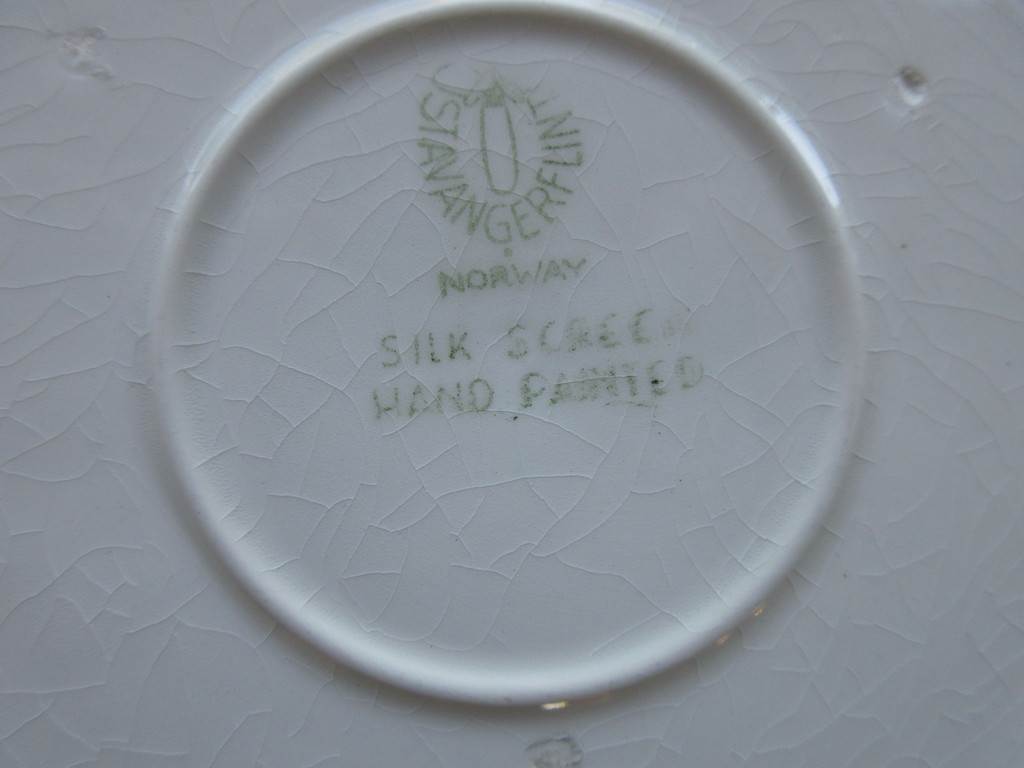 STAVANGERFLINT
NORWAY
SILK SCREEN
HAND PAINTED